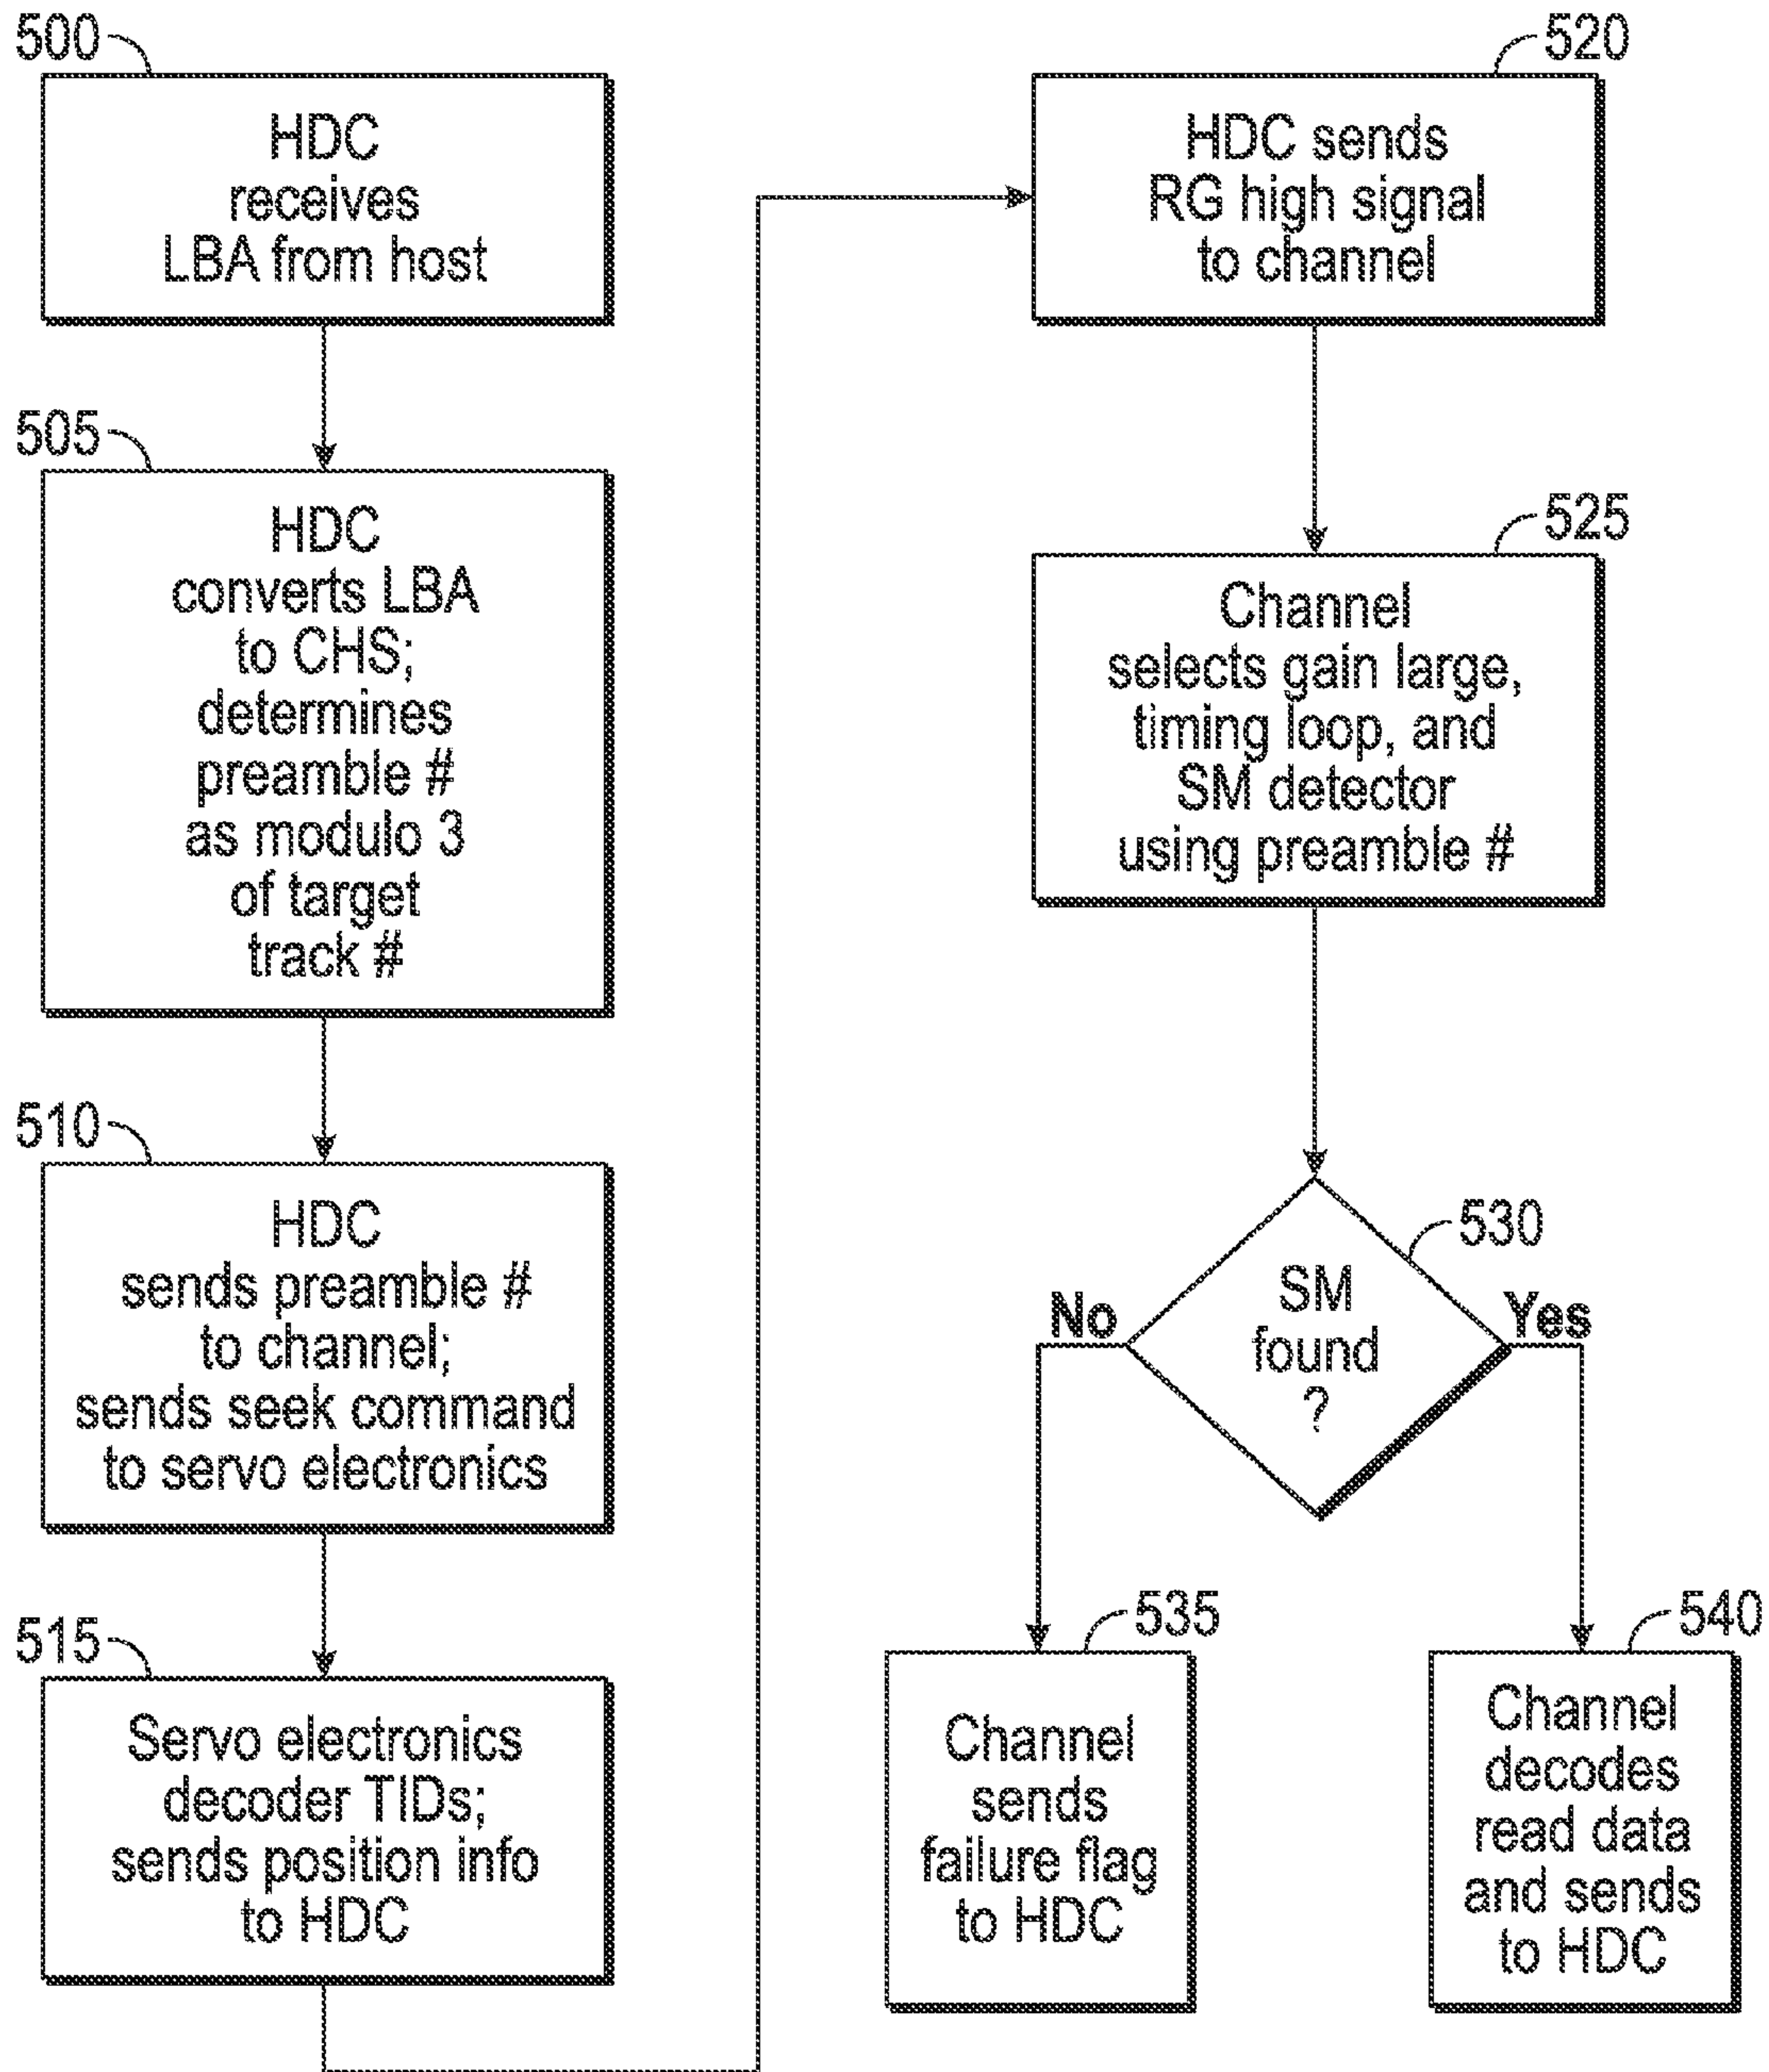 500
HDC
receives
LBA from host
505
HDC
converts LBA
to CHS;
determines
preamble #
as modulo 3
of target
track #
510
HDC
sends preamble #
to channel;
sends seek command
to servo electronics
515
Servo electronics
decoder TIDs;
sends position info
to HDC
520
HDC sends
RG high signal
to channel
525
Channel
selects gain large,
timing loop, and
SM detector
using preamble #
530
SM
found
?
No
Yes
535
Channel
sends
failure flag
to HDC
540
Channel
decodes
read data
and sends
to HDC